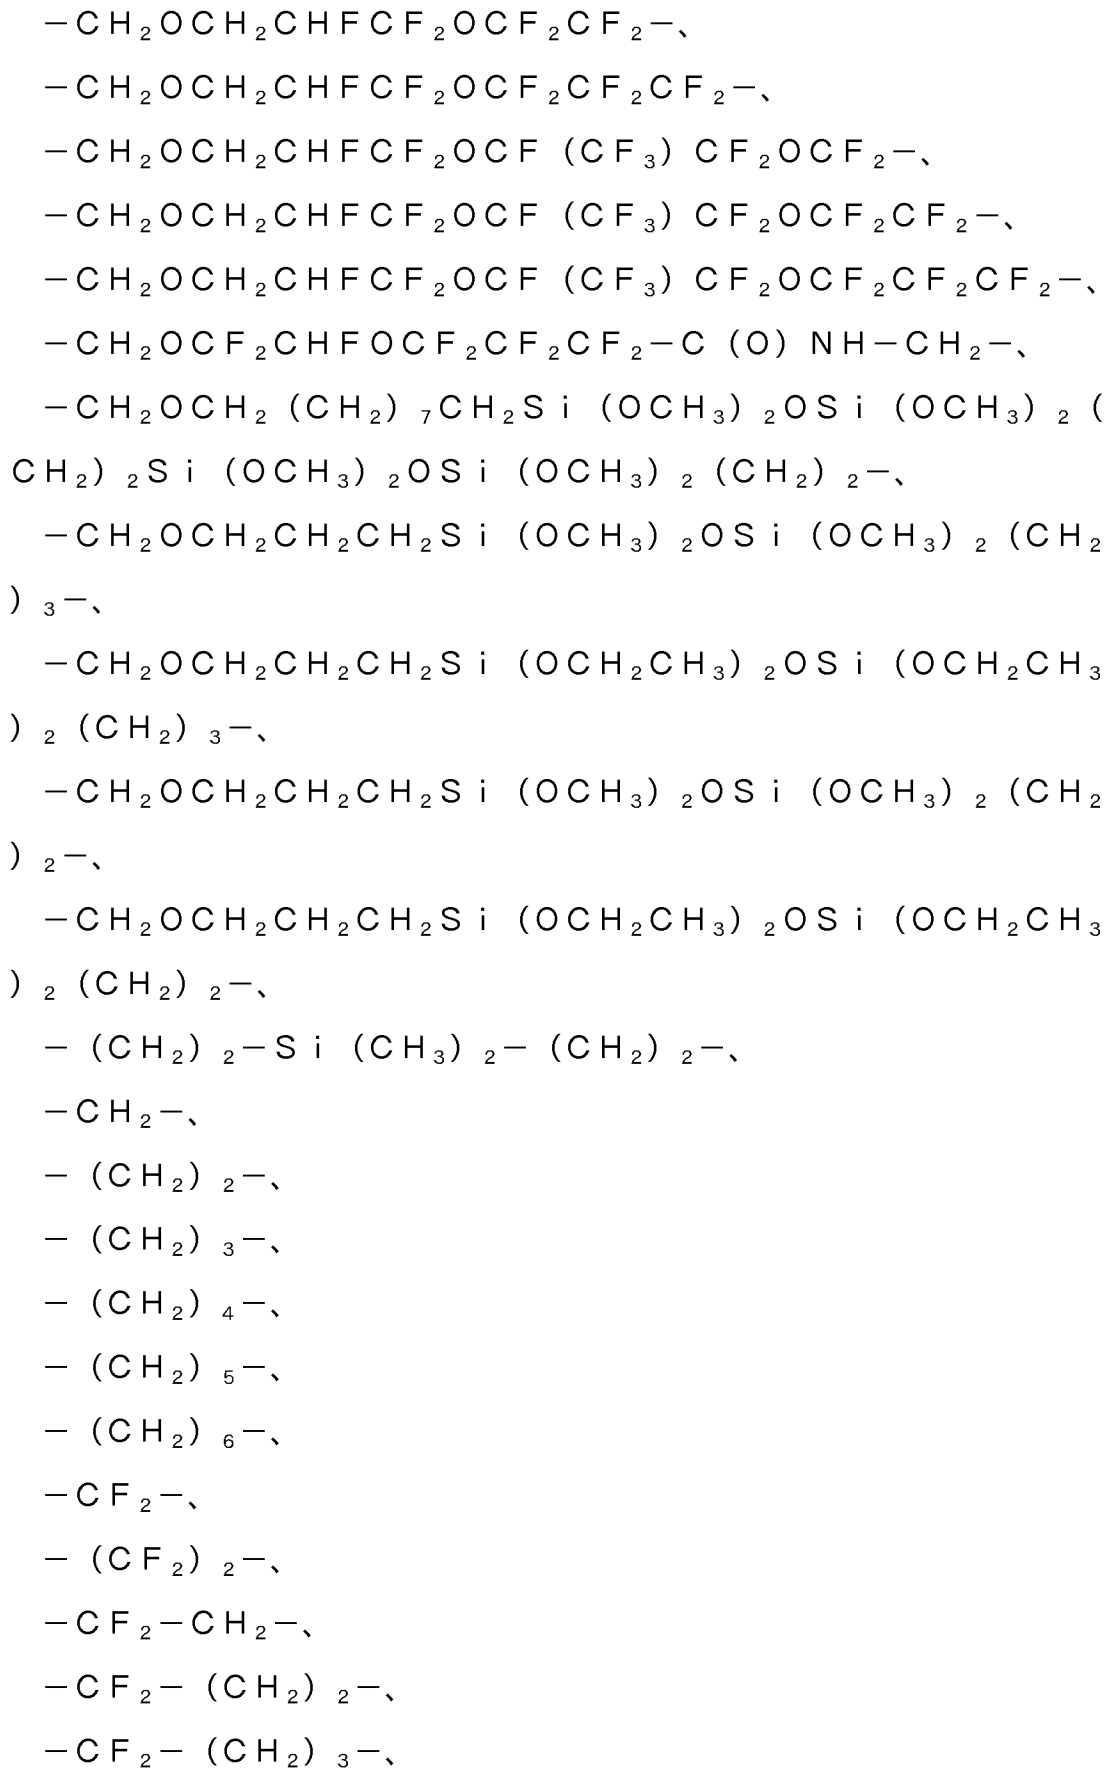 －ＣＨ₂ＯＣＨ₂ＣＨＦＣＦ₂ＯＣＦ₂ＣＦ₂－、
－ＣＨ₂ＯＣＨ₂ＣＨＦＣＦ₂ＯＣＦ₂ＣＦ₂ＣＦ₂－、
－ＣＨ₂ＯＣＨ₂ＣＨＦＣＦ₂ＯＣＦ（ＣＦ₃）ＣＦ₂ＯＣＦ₂－、
－ＣＨ₂ＯＣＨ₂ＣＨＦＣＦ₂ＯＣＦ（ＣＦ₃）ＣＦ₂ＯＣＦ₂ＣＦ₂－、
－ＣＨ₂ＯＣＨ₂ＣＨＦＣＦ₂ＯＣＦ（ＣＦ₃）ＣＦ₂ＯＣＦ₂ＣＦ₂ＣＦ₂－、
－ＣＨ₂ＯＣＦ₂ＣＨＦＯＣＦ₂ＣＦ₂ＣＦ₂－Ｃ（Ｏ）ＮＨ－ＣＨ₂－、
－ＣＨ₂ＯＣＨ₂（ＣＨ₂）₇ＣＨ₂Ｓｉ（ＯＣＨ₃）₂ＯＳｉ（ＯＣＨ₃）₂（
ＣＨ₂）₂Ｓｉ（ＯＣＨ₃）₂ＯＳｉ（ＯＣＨ₃）₂（ＣＨ₂）₂－、
－ＣＨ₂ＯＣＨ₂ＣＨ₂ＣＨ₂Ｓｉ（ＯＣＨ₃）₂ＯＳｉ（ＯＣＨ₃）₂（ＣＨ₂
）₃－、
－ＣＨ₂ＯＣＨ₂ＣＨ₂ＣＨ₂Ｓｉ（ＯＣＨ₂ＣＨ₃）₂ＯＳｉ（ＯＣＨ₂ＣＨ₃
）₂（ＣＨ₂）₃－、
－ＣＨ₂ＯＣＨ₂ＣＨ₂ＣＨ₂Ｓｉ（ＯＣＨ₃）₂ＯＳｉ（ＯＣＨ₃）₂（ＣＨ₂
）₂－、
－ＣＨ₂ＯＣＨ₂ＣＨ₂ＣＨ₂Ｓｉ（ＯＣＨ₂ＣＨ₃）₂ＯＳｉ（ＯＣＨ₂ＣＨ₃
）₂（ＣＨ₂）₂－、
－（ＣＨ₂）₂－Ｓｉ（ＣＨ₃）₂－（ＣＨ₂）₂－、
－ＣＨ₂－、
－（ＣＨ₂）₂－、
－（ＣＨ₂）₃－、
－（ＣＨ₂）₄－、
－（ＣＨ₂）₅－、
－（ＣＨ₂）₆－、
－ＣＦ₂－、
－（ＣＦ₂）₂－、
－ＣＦ₂－ＣＨ₂－、
－ＣＦ₂－（ＣＨ₂）₂－、
－ＣＦ₂－（ＣＨ₂）₃－、